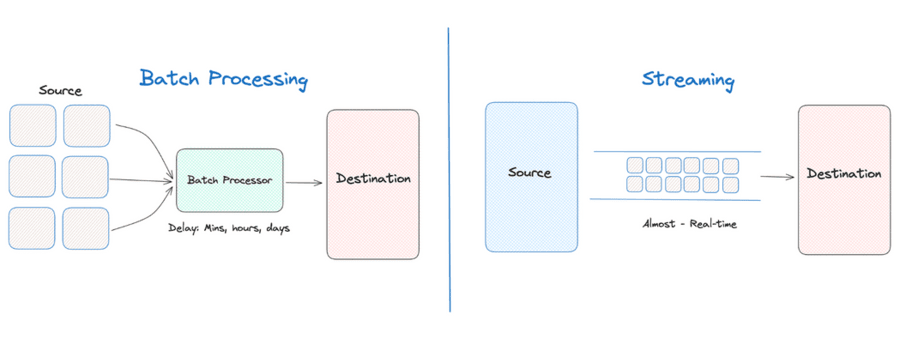 Batch Processing
Source
Batch Processor
Delay: Mins, hours, days
Destination
Streaming
Source
Almost - Real-time
Destination